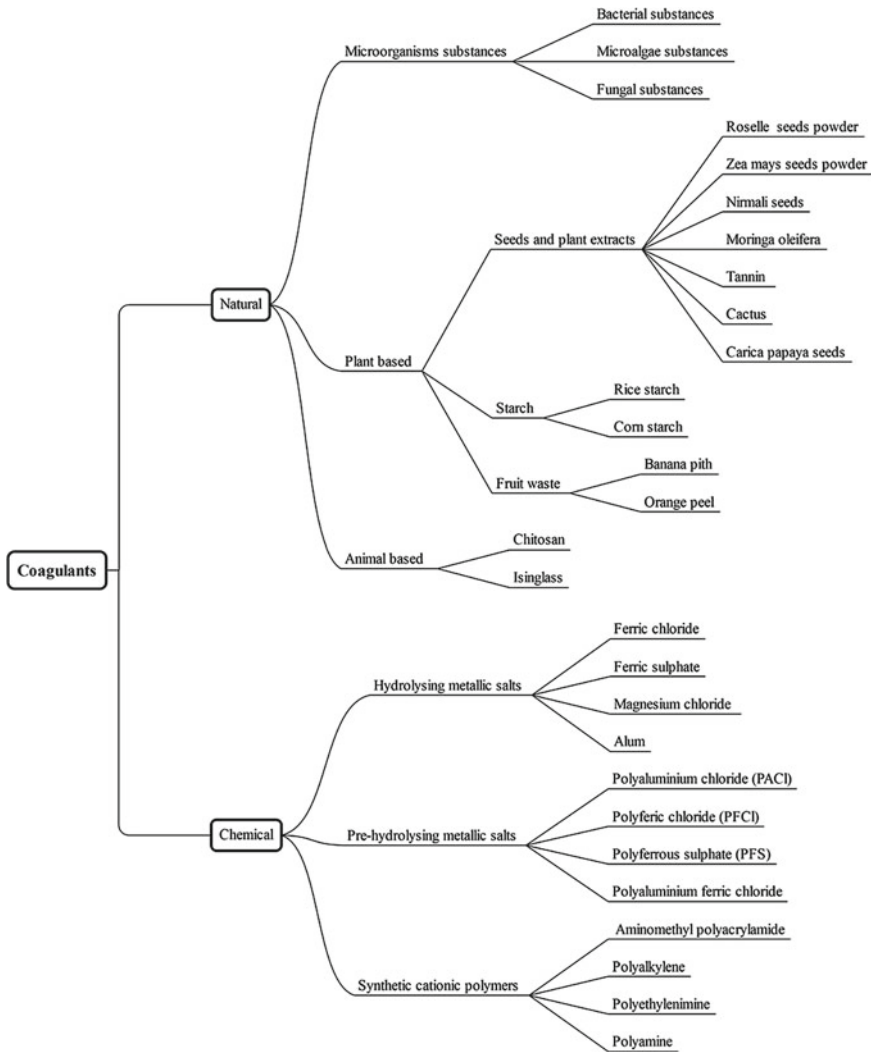 Coagulants
Natural
Microorganisms substances
Bacterial substances
Microalgae substances
Fungal substances
Plant based
Seeds and plant extracts
Roselle seeds powder
Zea mays seeds powder
Nirmali seeds
Moringa oleifera
Tannin
Cactus
Carica papaya seeds
Starch
Rice starch
Corn starch
Fruit waste
Banana pith
Orange peel
Animal based
Chitosan
Isinglass
Chemical
Hydrolysing metallic salts
Ferric chloride
Ferric sulphate
Magnesium chloride
Alum
Pre-hydrolysing metallic salts
Polyaluminium chloride (PACl)
Polyferic chloride (PFCl)
Polyferrous sulphate (PFS)
Polyaluminium ferric chloride
Synthetic cationic polymers
Aminomethyl polyacrylamide
Polyalkylene
Polyethylenimine
Polyamine